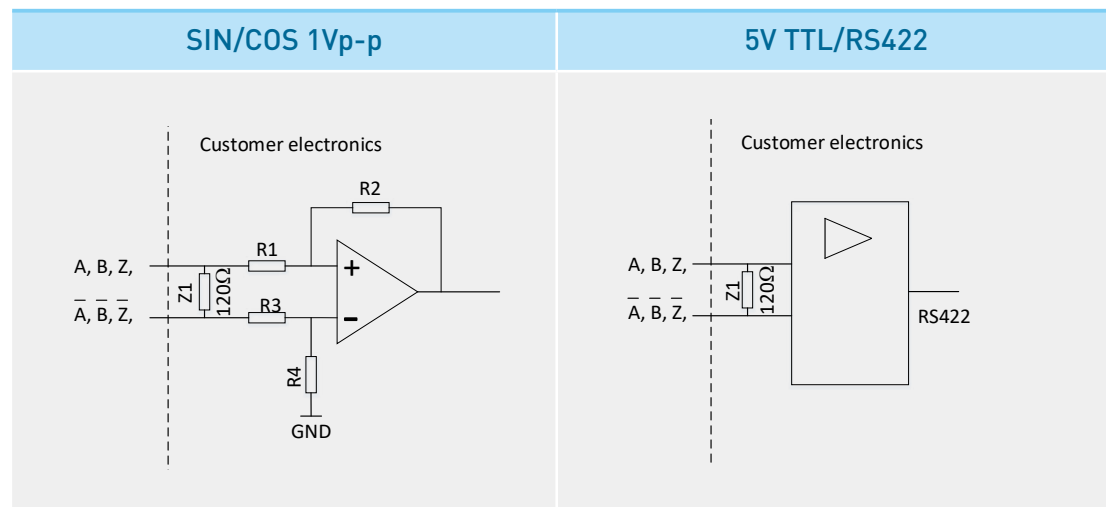 SIN/COS 1Vp-p
5V TTL/RS422
Customer electronics
R2
R1
A, B, Z,
+
Z1
120Ω
R3
A̅, B̅, Z̅,
-
R4
GND
Customer electronics
A, B, Z,
Z1
120Ω
A̅, B̅, Z̅,
RS422